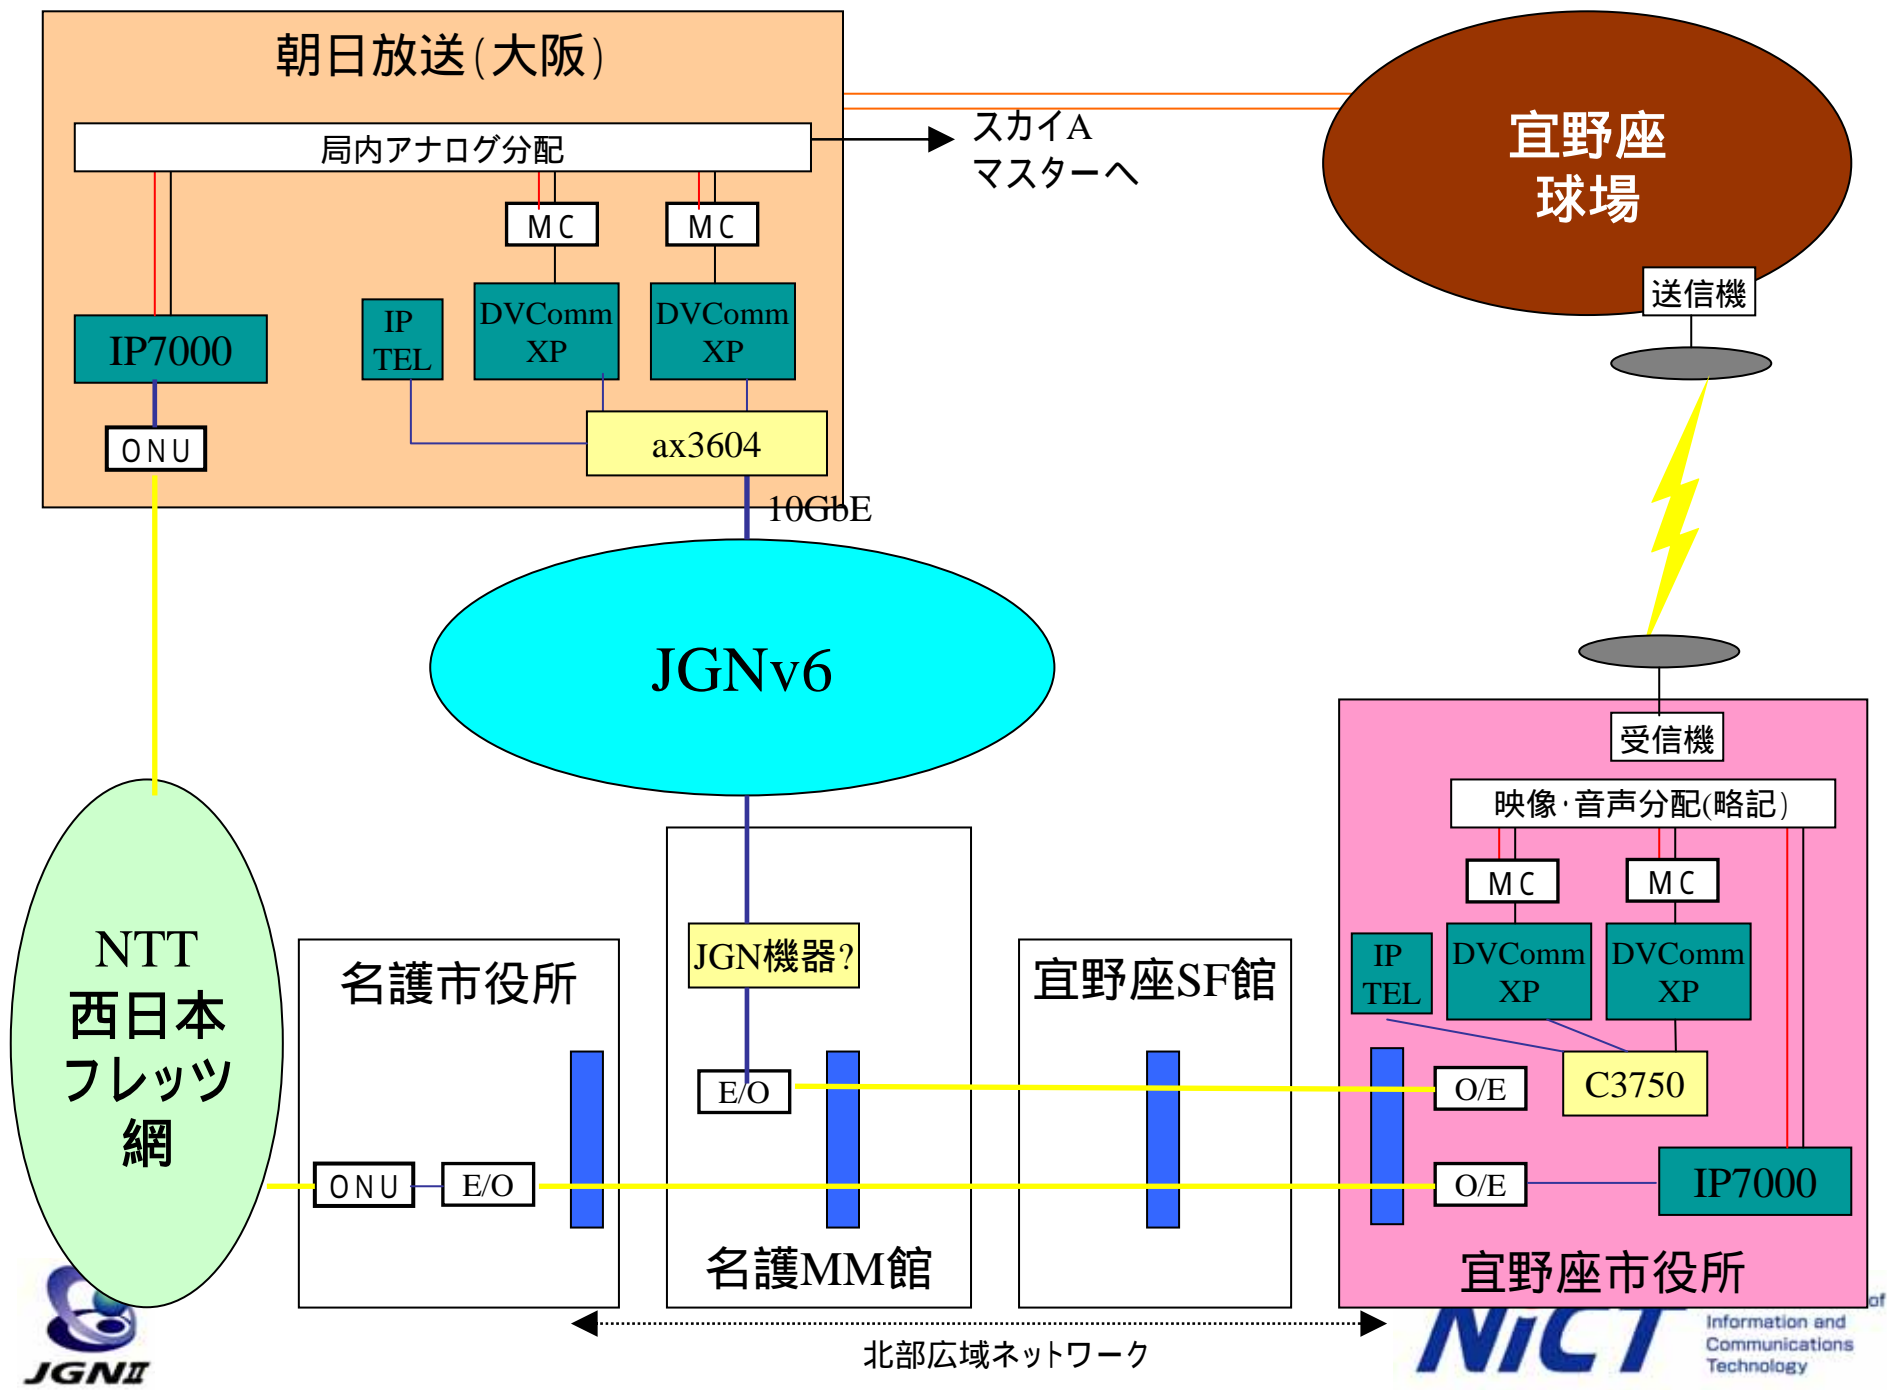 朝日放送(大阪)
局内アナログ分配
スカイA
マスターへ
MC
MC
IP7000
IP
TEL
DVComm
XP
DVComm
XP
ONU
ax3604
10GbE
宜野座
球場
送信機
JGNv6
受信機
映像・音声分配(略記)
MC
MC
IP
TEL
DVComm
XP
DVComm
XP
C3750
O/E
O/E
IP7000
宜野座市役所
NTT
西日本
フレッツ
網
名護市役所
ONU
E/O
JGN機器?
E/O
名護MM館
宜野座SF館
北部広域ネットワーク
JGNII
NiCT
of
Information and
Communications
Technology